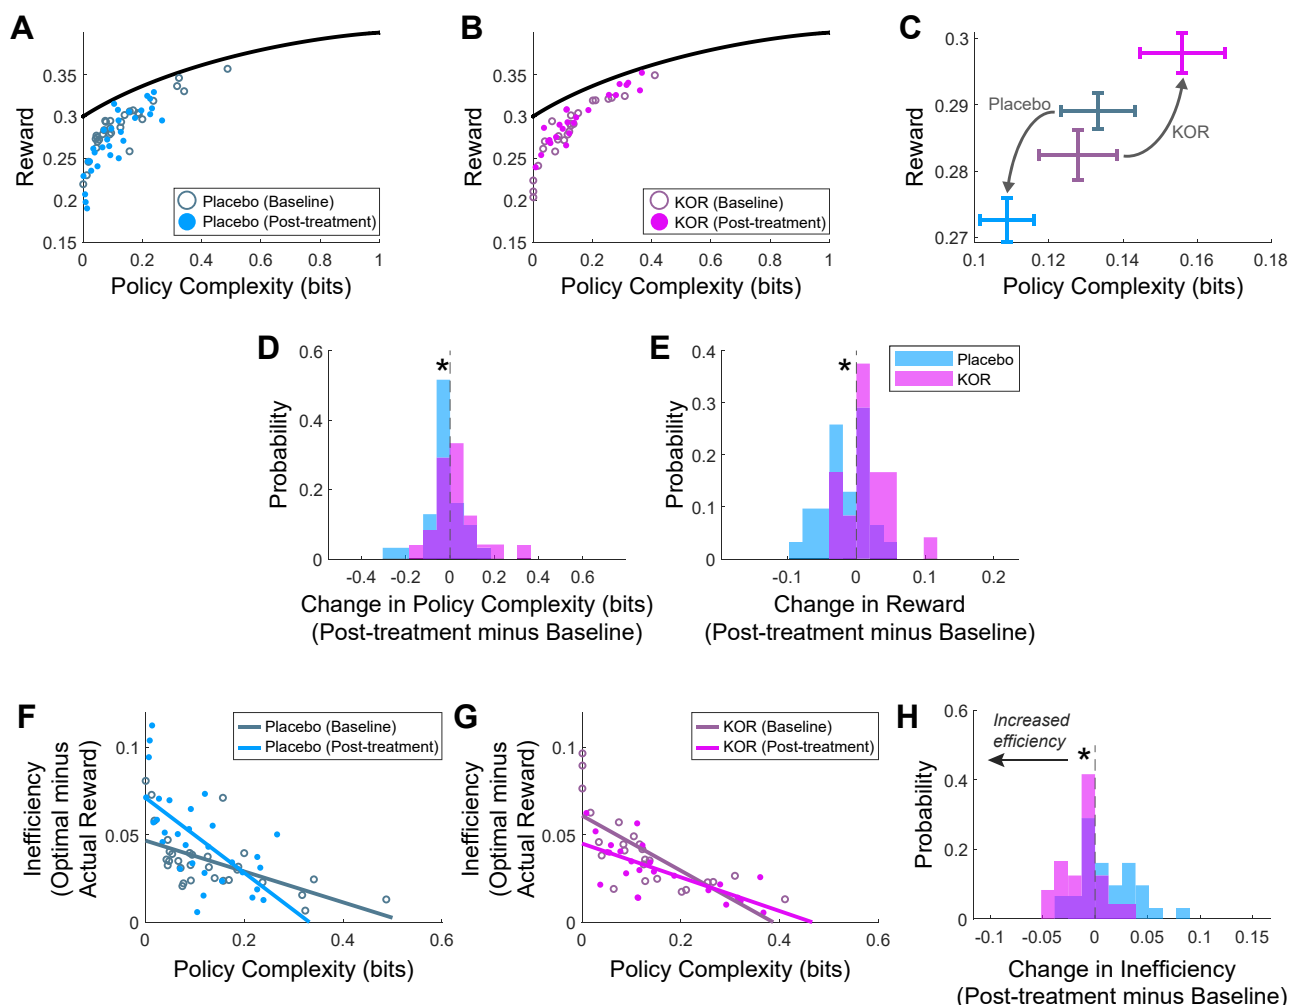 A
Reward
0.35
0.3
0.25
0.2
0.15
0
0.2
0.4
0.6
0.8
1
Policy Complexity (bits)
Placebo (Baseline)
Placebo (Post-treatment)
B
Reward
0.35
0.3
0.25
0.2
0.15
0
0.2
0.4
0.6
0.8
1
Policy Complexity (bits)
KOR (Baseline)
KOR (Post-treatment)
C
Reward
0.3
0.29
0.28
0.27
0.1
0.12
0.14
0.16
0.18
Policy Complexity (bits)
Placebo
KOR
D
Probability
0.6
0.4
0.2
0
*
-0.4
-0.2
0
0.2
0.4
0.6
Change in Policy Complexity (bits)
(Post-treatment minus Baseline)
E
Probability
0.4
0.3
0.2
0.1
0
*
-0.1
0
0.1
0.2
Change in Reward
(Post-treatment minus Baseline)
Placebo
KOR
F
Inefficiency
(Optimal minus
Actual Reward)
0.1
0.05
0
0
0.2
0.4
0.6
Policy Complexity (bits)
Placebo (Baseline)
Placebo (Post-treatment)
G
Inefficiency
(Optimal minus
Actual Reward)
0.1
0.05
0
0
0.2
0.4
0.6
Policy Complexity (bits)
KOR (Baseline)
KOR (Post-treatment)
H
Probability
0.6
0.4
0.2
0
Increased
efficiency
*
-0.1
-0.05
0
0.05
0.1
0.15
Change in Inefficiency
(Post-treatment minus Baseline)